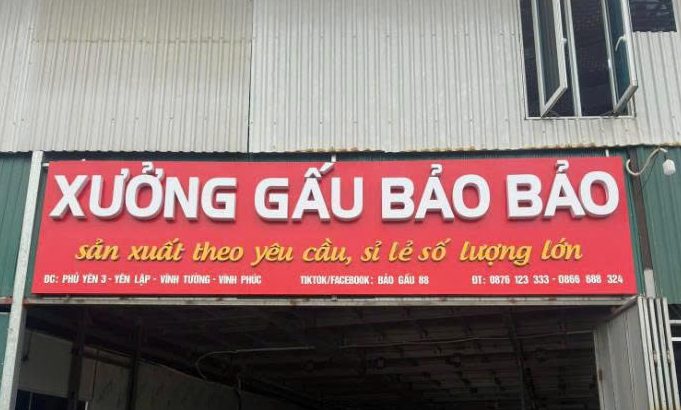 XƯỞNG GẤU BẢO BẢO
sản xuất theo yêu cầu, sỉ lẻ số lượng lớn
ĐC: PHỦ YÊN 3 - YÊN LẬP - VĨNH TƯỜNG - VĨNH PHÚC TIKTOK/FACEBOOK: BẢO GẤU 88 ĐT: 0876 123 333 - 0866 688 324